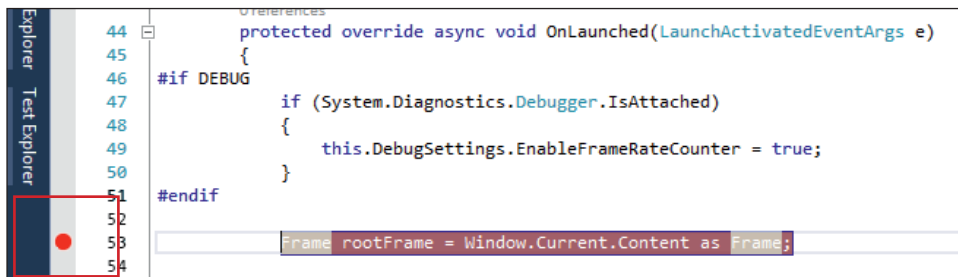 0 references
Explorer
Test Explorer
44 protected override async void OnLaunched(LaunchActivatedEventArgs e)
45 {
46 #if DEBUG
47 if (System.Diagnostics.Debugger.IsAttached)
48 {
49 this.DebugSettings.EnableFrameRateCounter = true;
50 }
51 #endif
52
53 Frame rootFrame = Window.Current.Content as Frame;
54